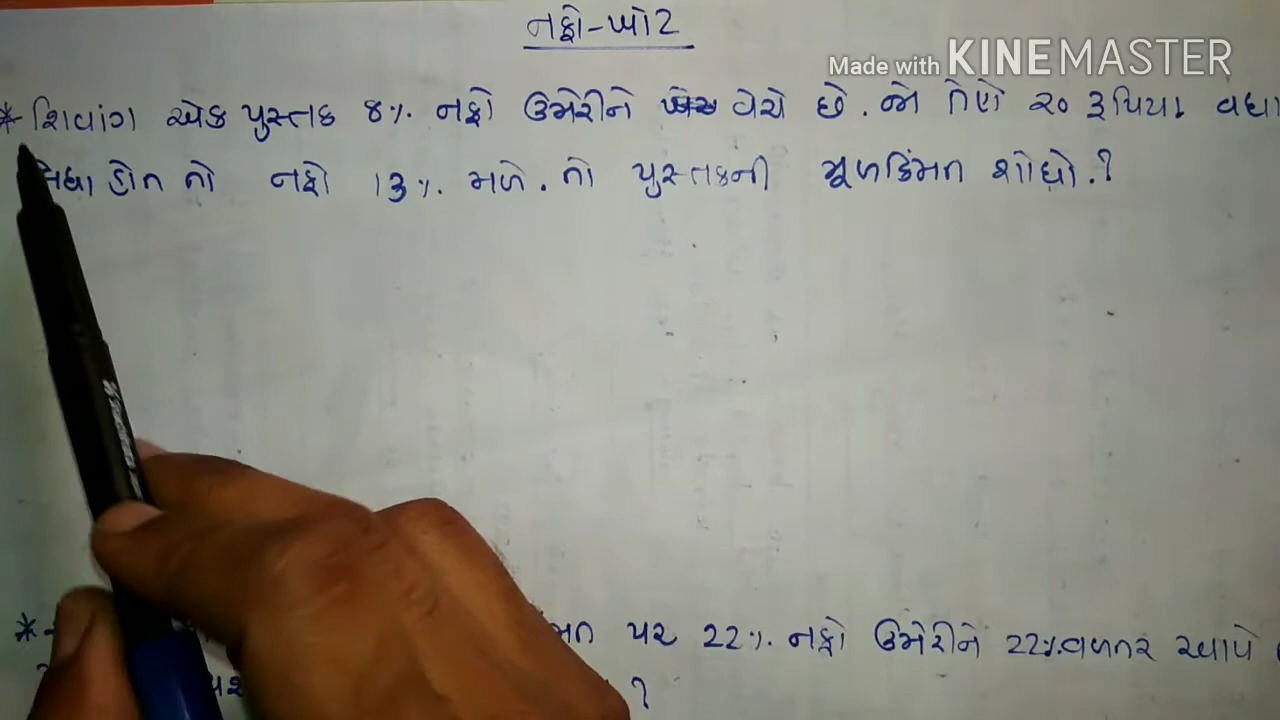 નફો-ખોટ
Made with KINEMASTER
* શિવાંગ એક પુસ્તક 8%. નફો ઉમેરીને વેચે છે. જો તેણે ૨૦ રૂપિયા વધા
લિધા હોત તો નફો 13%. મળે. તો પુસ્તકની મૂળકિંમત શોધો.?
* પર 22%. નફો ઉમેરીને 22% વળતર આપે
?